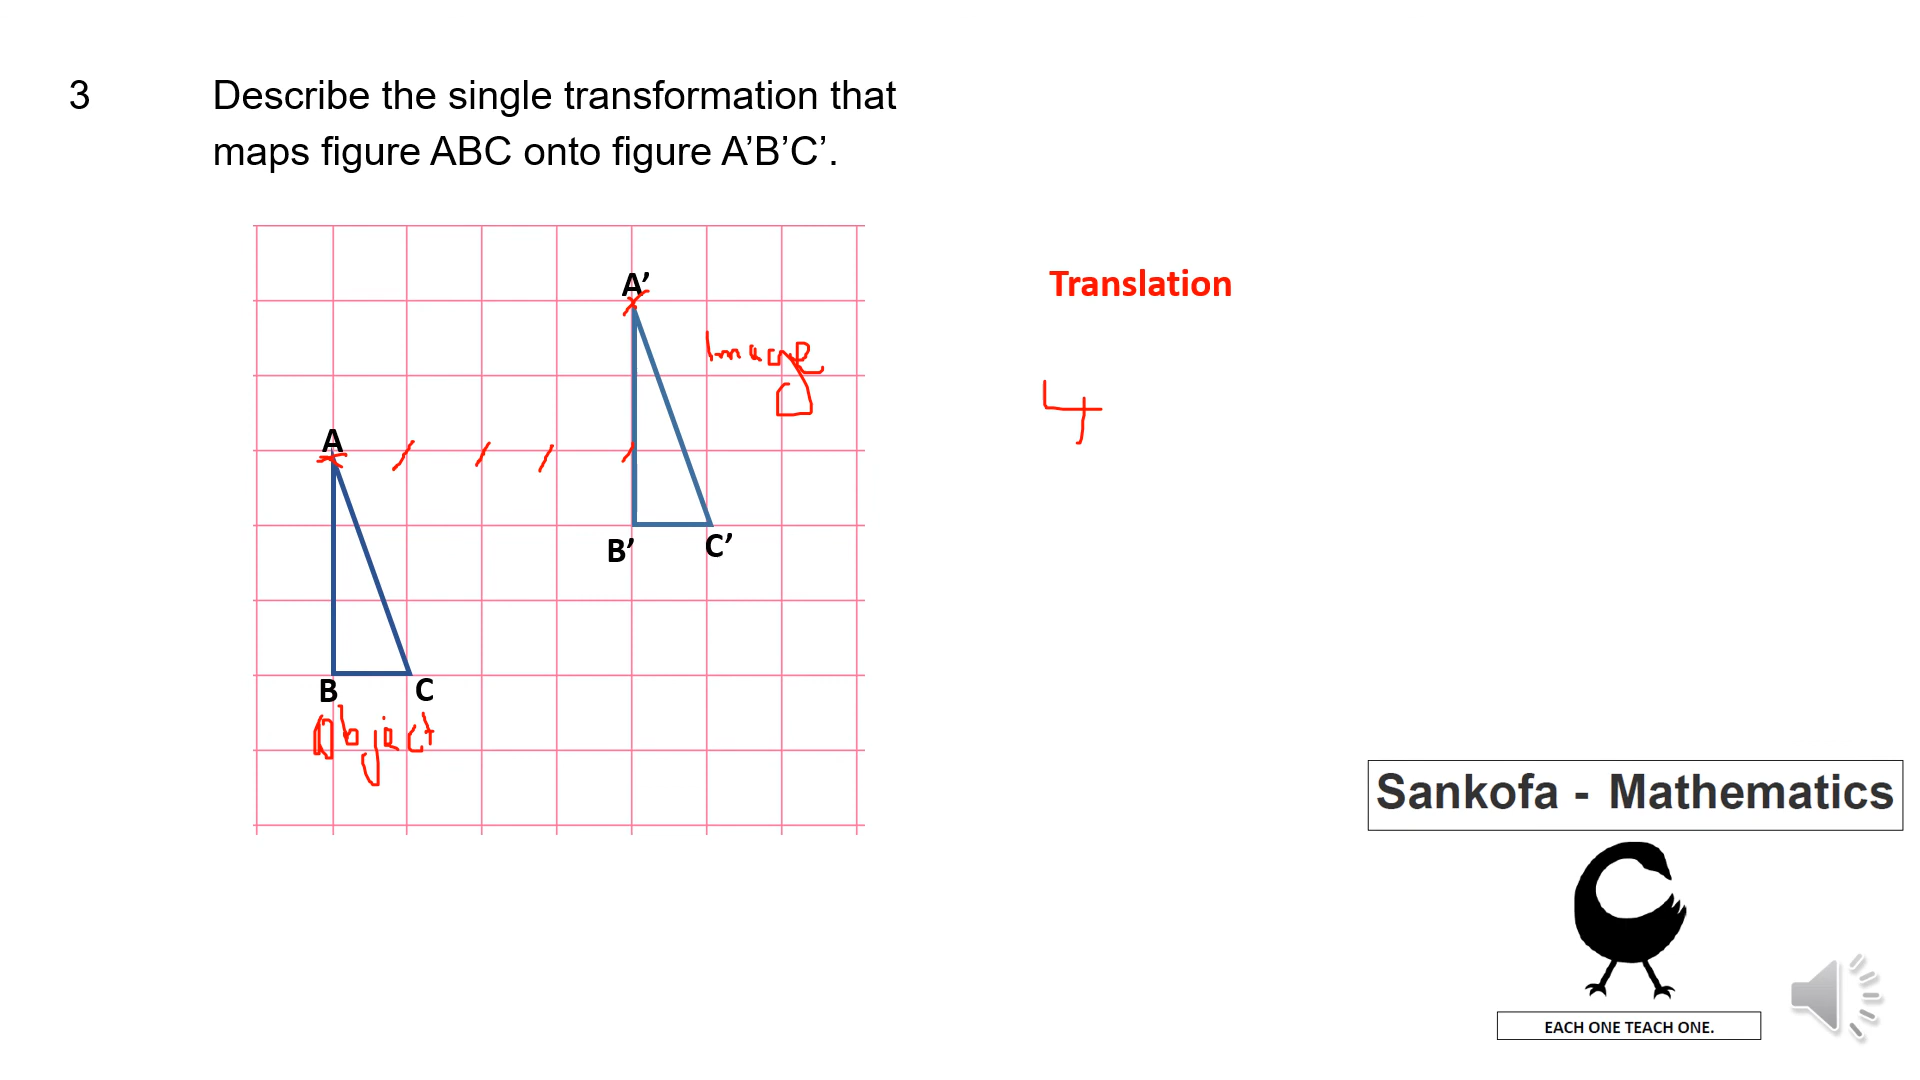 3 Describe the single transformation that
maps figure ABC onto figure A’B’C’.
A’
Translation
Image
4
A
B’ C’
B C
Object
Sankofa - Mathematics
EACH ONE TEACH ONE.